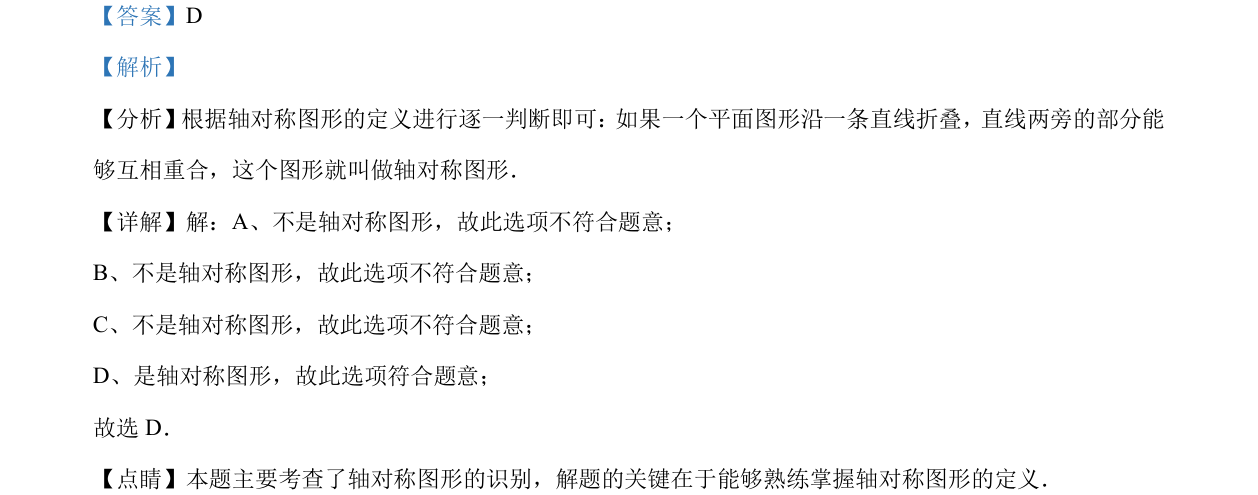 【答案】D
【解析】
【分析】根据轴对称图形的定义进行逐一判断即可：如果一个平面图形沿一条直线折叠，直线两旁的部分能
够互相重合，这个图形就叫做轴对称图形．
【详解】解：A、不是轴对称图形，故此选项不符合题意；
B、不是轴对称图形，故此选项不符合题意；
C、不是轴对称图形，故此选项不符合题意；
D、是轴对称图形，故此选项符合题意；
故选 D．
【点睛】本题主要考查了轴对称图形的识别，解题的关键在于能够熟练掌握轴对称图形的定义．